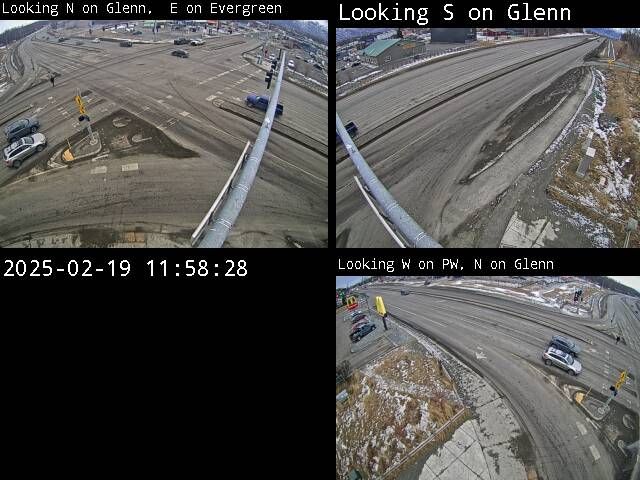 Looking N on Glenn,  E on Evergreen
Looking S on Glenn
2025-02-19 11:58:28
Looking W on PW, N on Glenn